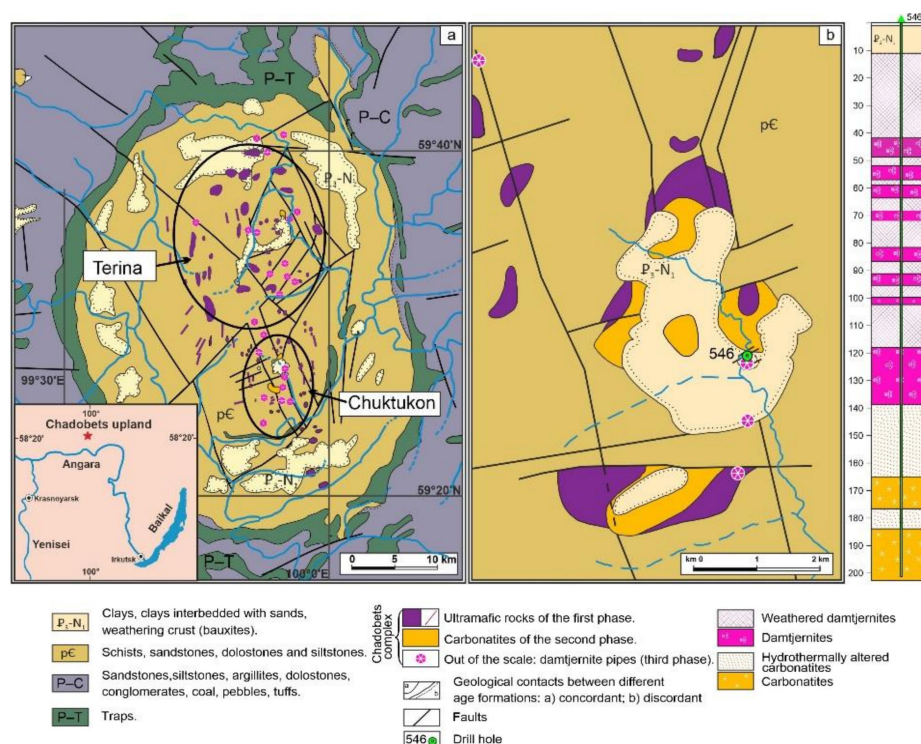 a
P–T
P–C
59°40'N
₽₃-N₁
Terina
99°30'E
Chuktukon
pЄ
₽₃-N₁
59°20'N
P–T
100°0'E
0 5 10 km
100°
Chadobets upland
58°20'
58°20'
Angara
Krasnoyarsk
Baikal
Yenisei
Irkutsk
100°
b
pЄ
₽₃-N₁
546
km 0 1 2 km
546
₽₃-N₁
10
20
30
40
50
60
70
80
90
100
110
120
130
140
150
160
170
180
190
200
₽₃-N₁
Clays, clays interbedded with sands,
weathering crust (bauxites).
pЄ
Schists, sandstones, dolostones and siltstones.
P–C
Sandstones,siltstones, argillites, dolostones,
conglomerates, coal, pebbles, tuffs.
P–T
Traps.
Chadobets
complex
Ultramafic rocks of the first phase.
Carbonatites of the second phase.
Out of the scale: damtjernite pipes (third phase).
a
b
Geological contacts between different
age formations: a) concordant; b) discordant
Faults
546
Drill hole
Weathered damtjernites
Damtjernites
Hydrothermally altered
carbonatites
Carbonatites